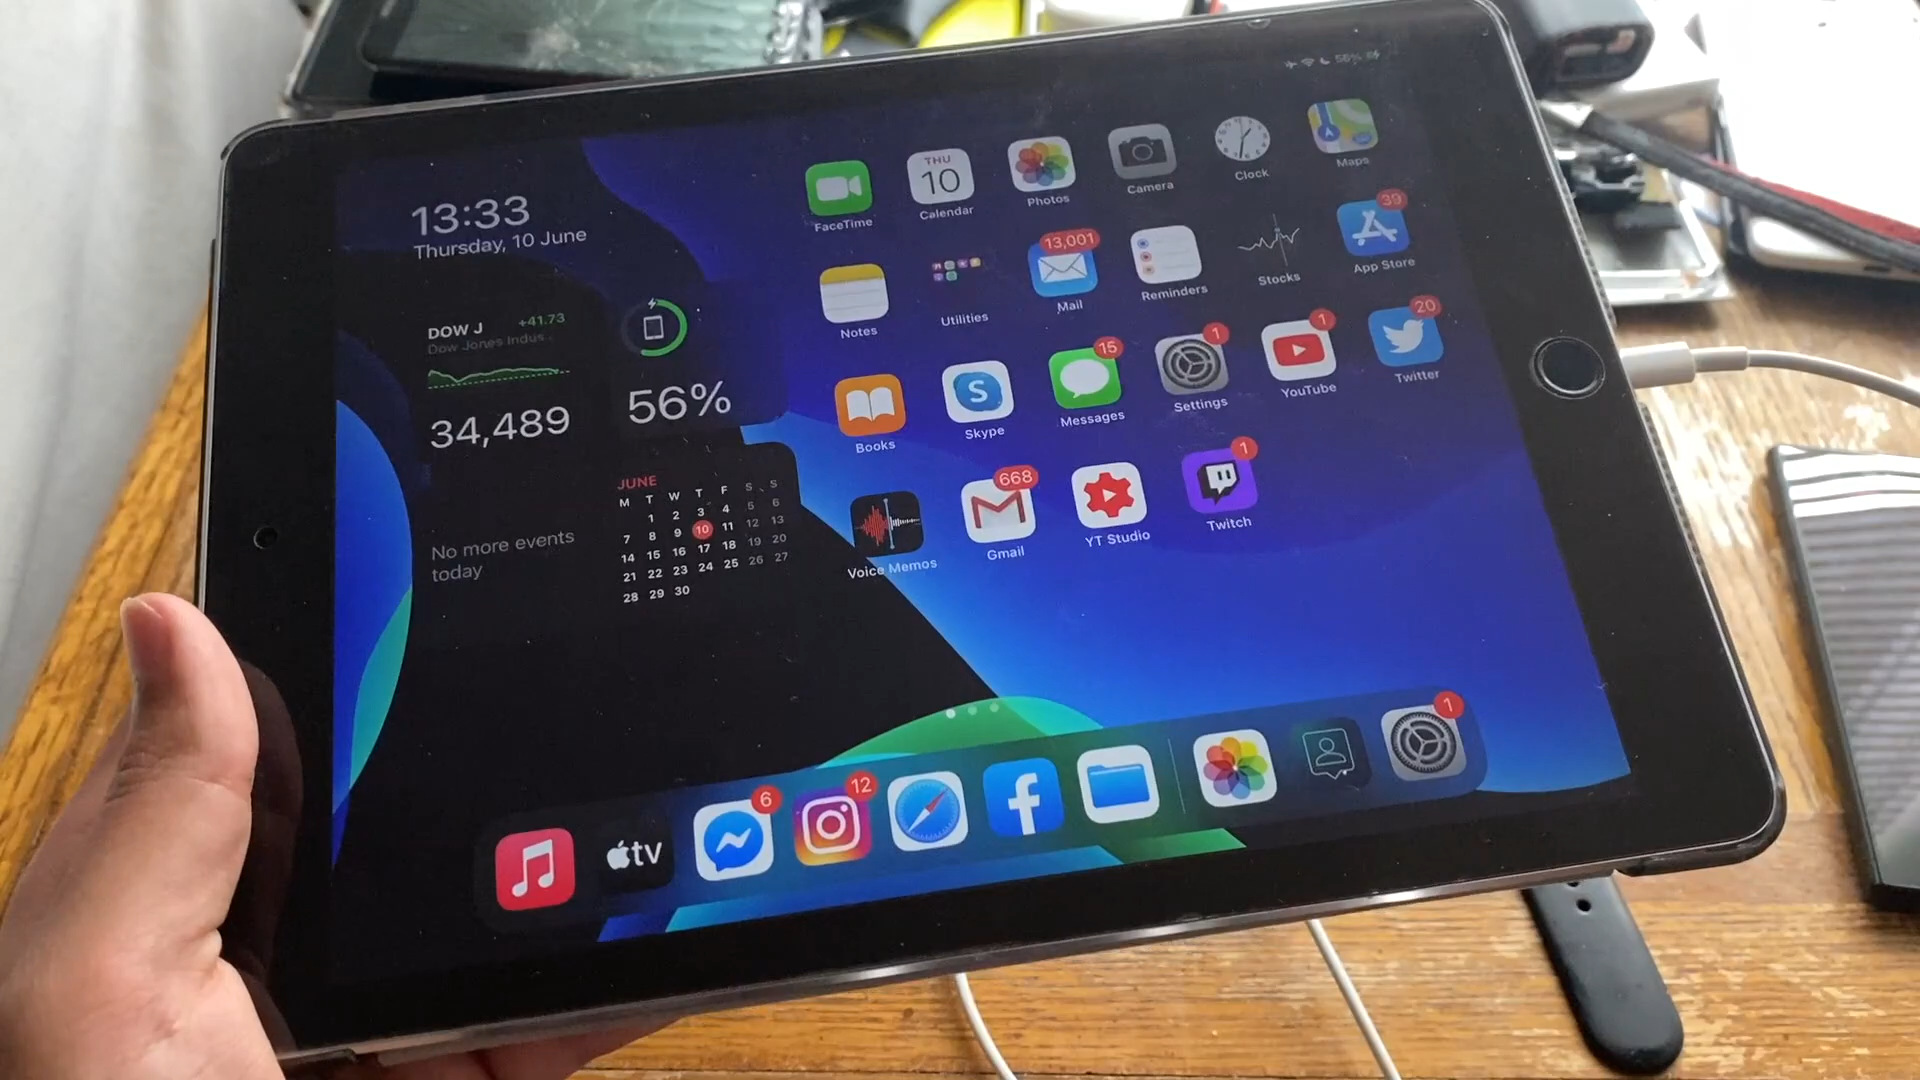 56%
13:33
Thursday, 10 June
DOW J +41.73
Dow Jones Indus...
34,489
56%
No more events
today
JUNE
M T W T F S S
1 2 3 4 5 6
7 8 9 10 11 12 13
14 15 16 17 18 19 20
21 22 23 24 25 26 27
28 29 30
THU
10
FaceTime
Calendar
Photos
Camera
Clock
Maps
13,001
39
Notes
Utilities
Mail
Reminders
Stocks
App Store
S
15
1
1
20
Books
Skype
Messages
Settings
YouTube
Twitter
668
1
Voice Memos
Gmail
YT Studio
Twitch
tv
6
12
f
1